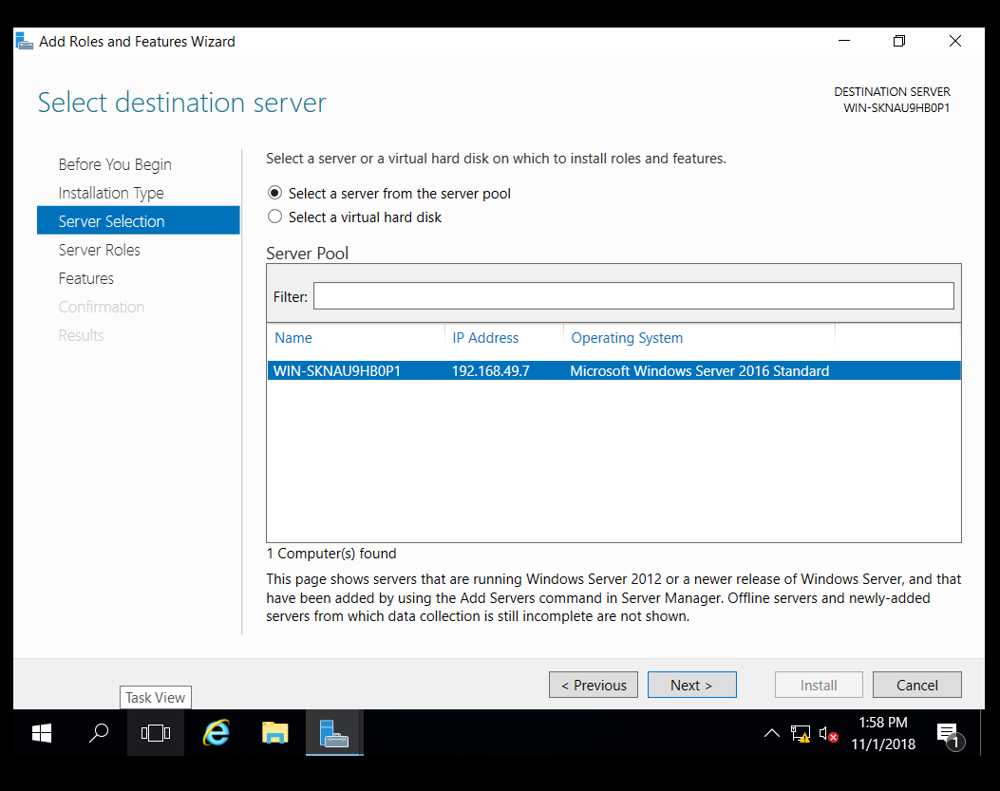 Add Roles and Features Wizard
Select destination server
DESTINATION SERVER
WIN-SKNAU9HB0P1
Before You Begin
Installation Type
Server Selection
Server Roles
Features
Confirmation
Results
Select a server or a virtual hard disk on which to install roles and features.
Select a server from the server pool
Select a virtual hard disk
Server Pool
Filter:
Name IP Address Operating System
WIN-SKNAU9HB0P1 192.168.49.7 Microsoft Windows Server 2016 Standard
1 Computer(s) found
This page shows servers that are running Windows Server 2012 or a newer release of Windows Server, and that
have been added by using the Add Servers command in Server Manager. Offline servers and newly-added
servers from which data collection is still incomplete are not shown.
< Previous Next > Install Cancel
Task View
1:58 PM
11/1/2018
1